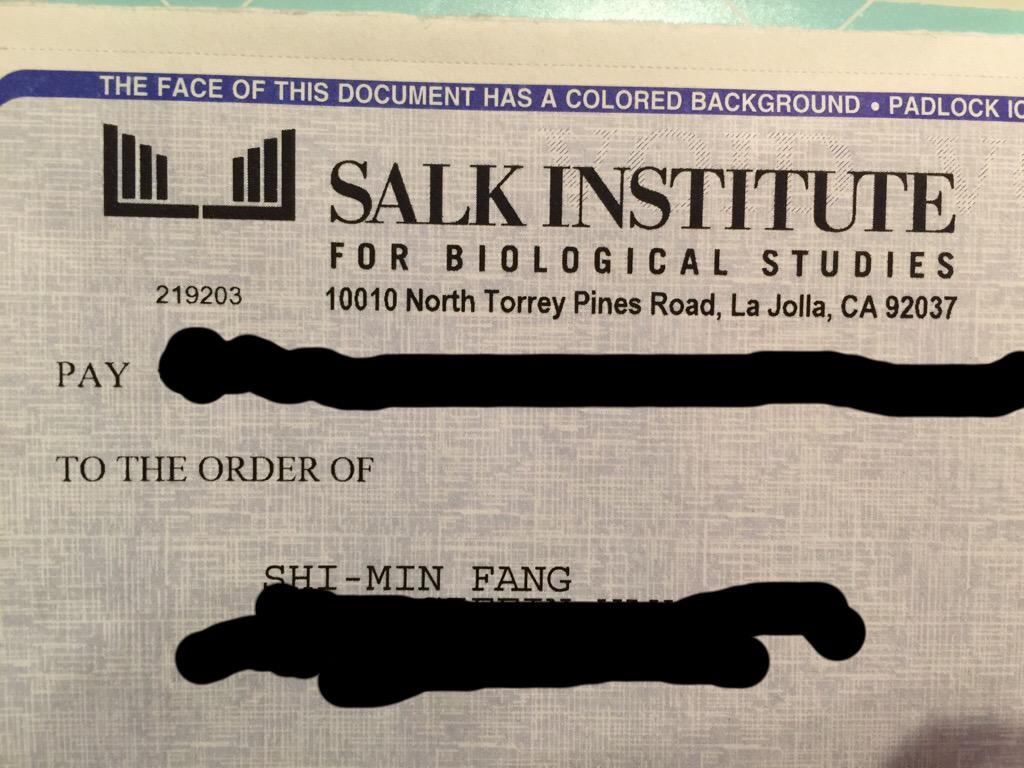 THE FACE OF THIS DOCUMENT HAS A COLORED BACKGROUND • PADLOCK
SALK INSTITUTE
FOR BIOLOGICAL STUDIES
219203
10010 North Torrey Pines Road, La Jolla, CA 92037
PAY
TO THE ORDER OF
SHI-MIN FANG